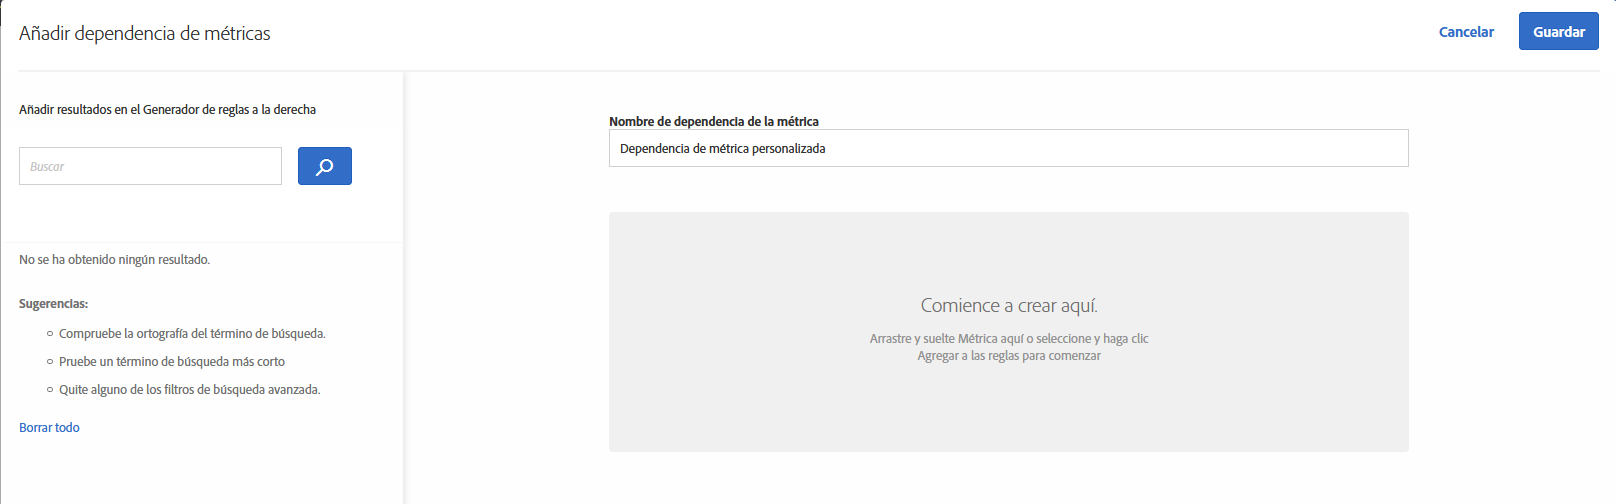 Añadir dependencia de métricas
Cancelar
Guardar
Añadir resultados en el Generador de reglas a la derecha
Buscar
No se ha obtenido ningún resultado.
Sugerencias:
Compruebe la ortografía del término de búsqueda.
Pruebe un término de búsqueda más corto
Quite alguno de los filtros de búsqueda avanzada.
Borrar todo
Nombre de dependencia de la métrica
Dependencia de métrica personalizada
Comience a crear aquí.
Arrastre y suelte Métrica aquí o seleccione y haga clic
Agregar a las reglas para comenzar